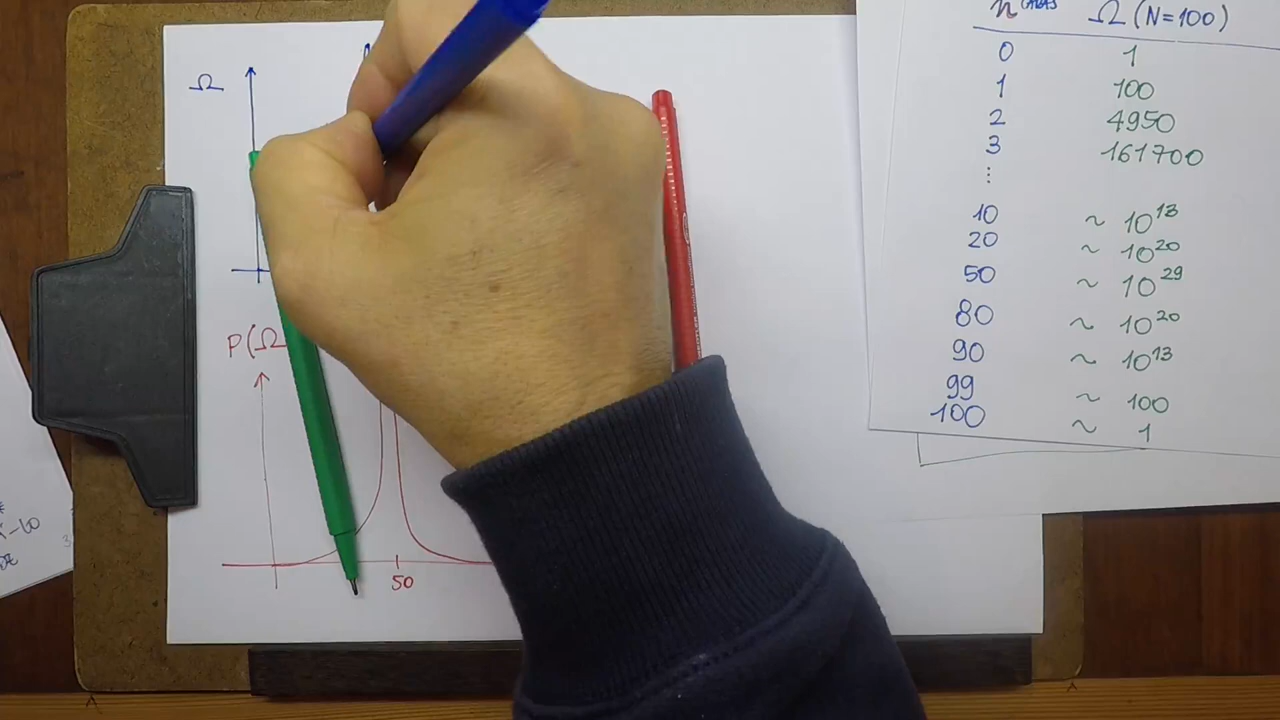 n CARAS Ω (N=100)
0 1
1 100
2 4950
3 161700
...
10 ~ 10¹³
20 ~ 10²⁰
50 ~ 10²⁹
80 ~ 10²⁰
90 ~ 10¹³
99 ~ 100
100 ~ 1
Ω
P(Ω
50